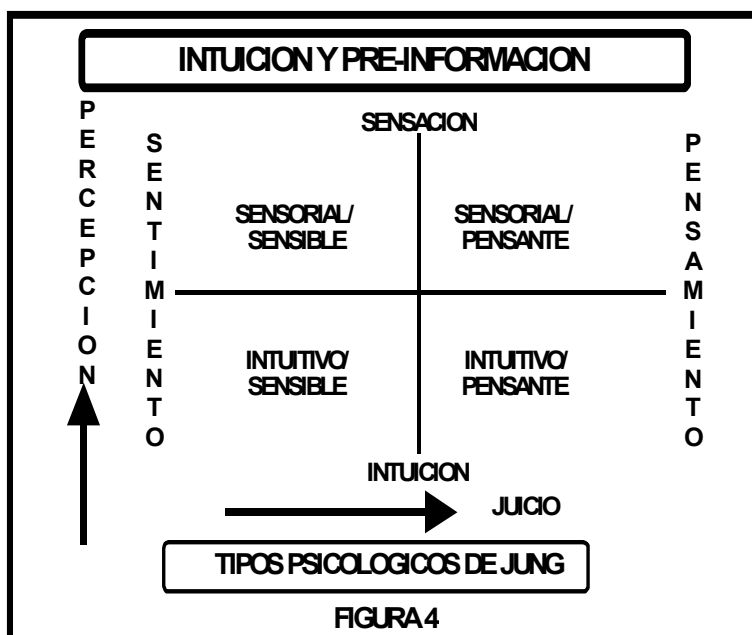 INTUICION Y PRE-INFORMACION
PERCEPCION
SENTIMIENTO
SENSACION
PENSAMIENTO
SENSORIAL/
SENSIBLE
SENSORIAL/
PENSANTE
INTUITIVO/
SENSIBLE
INTUITIVO/
PENSANTE
INTUICION
JUICIO
TIPOS PSICOLOGICOS DE JUNG
FIGURA 4